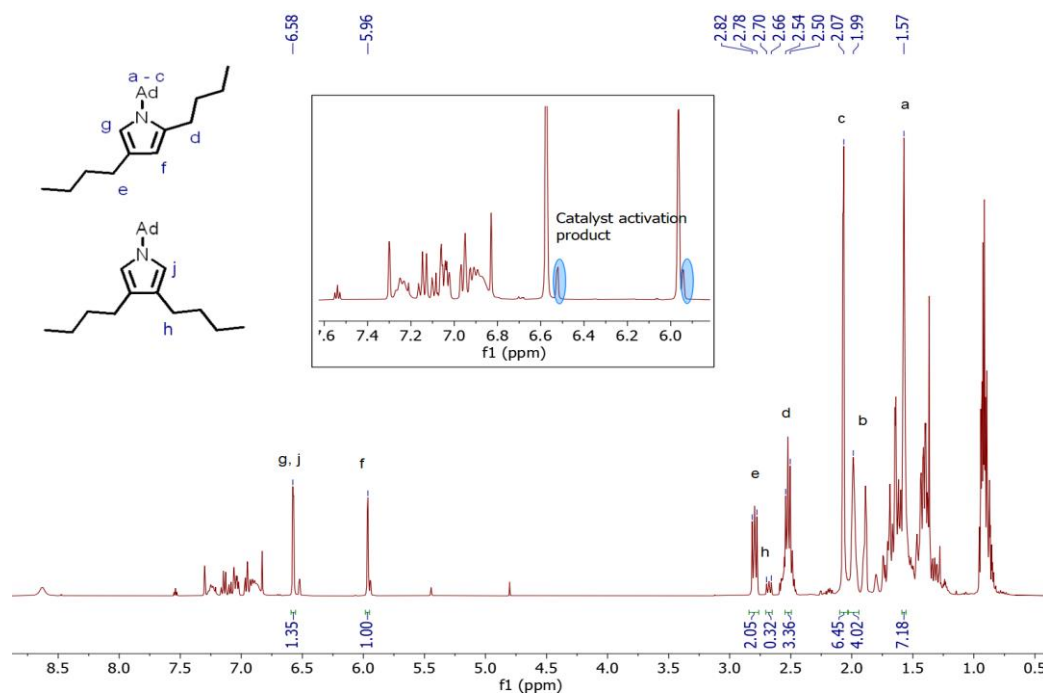 6.58
5.96
2.82
2.78
2.70
2.66
2.54
2.50
2.07
1.99
1.57
a - c
Ad
N
g
d
f
e
Ad
N
j
h
Catalyst activation
product
7.6 7.4 7.2 7.0 6.8 6.6 6.4 6.2 6.0
f1 (ppm)
c
a
b
d
e
h
g, j
f
1.35
1.00
2.05
0.32
3.36
6.45
4.02
7.18
8.5 8.0 7.5 7.0 6.5 6.0 5.5 5.0 4.5 4.0 3.5 3.0 2.5 2.0 1.5 1.0 0.5
f1 (ppm)